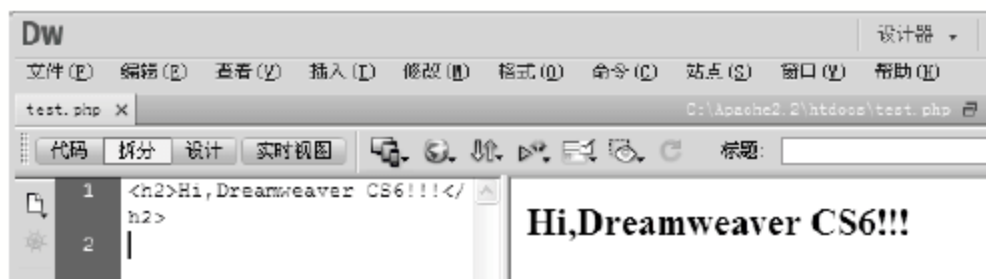 Dw
设计器
文件(F) 编辑(E) 查看(V) 插入(I) 修改(M) 格式(O) 命令(C) 站点(S) 窗口(W) 帮助(H)
test.php × C:\Apache2.2\htdocs\test.php
代码 拆分 设计 实时视图 标题:
1 <h2>Hi,Dreamweaver CS6!!!</
h2>
2
Hi,Dreamweaver CS6!!!